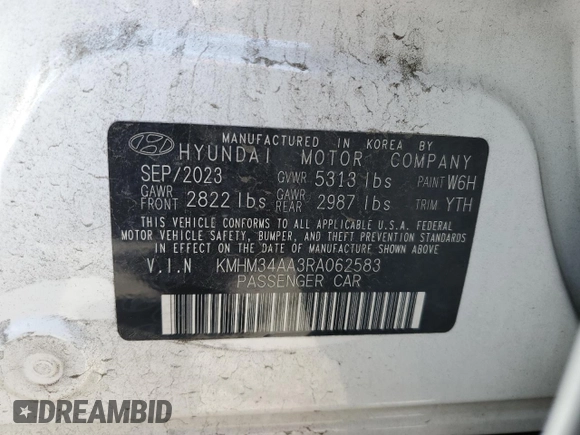 MANUFACTURED IN KOREA BY
HYUNDAI MOTOR COMPANY
SEP/2023 GVWR 5313 lbs PAINT W6H
GAWR FRONT 2822 lbs GAWR REAR 2987 lbs TRIM YTH
THIS VEHICLE CONFORMS TO ALL APPLICABLE U.S.A. FEDERAL
MOTOR VEHICLE SAFETY, BUMPER, AND THEFT PREVENTION
STANDARDS IN EFFECT ON THE DATE OF MANUFACTURE SHOWN ABOVE
V.I.N KMHM34AA3RA062583
PASSENGER CAR
DREAMBID